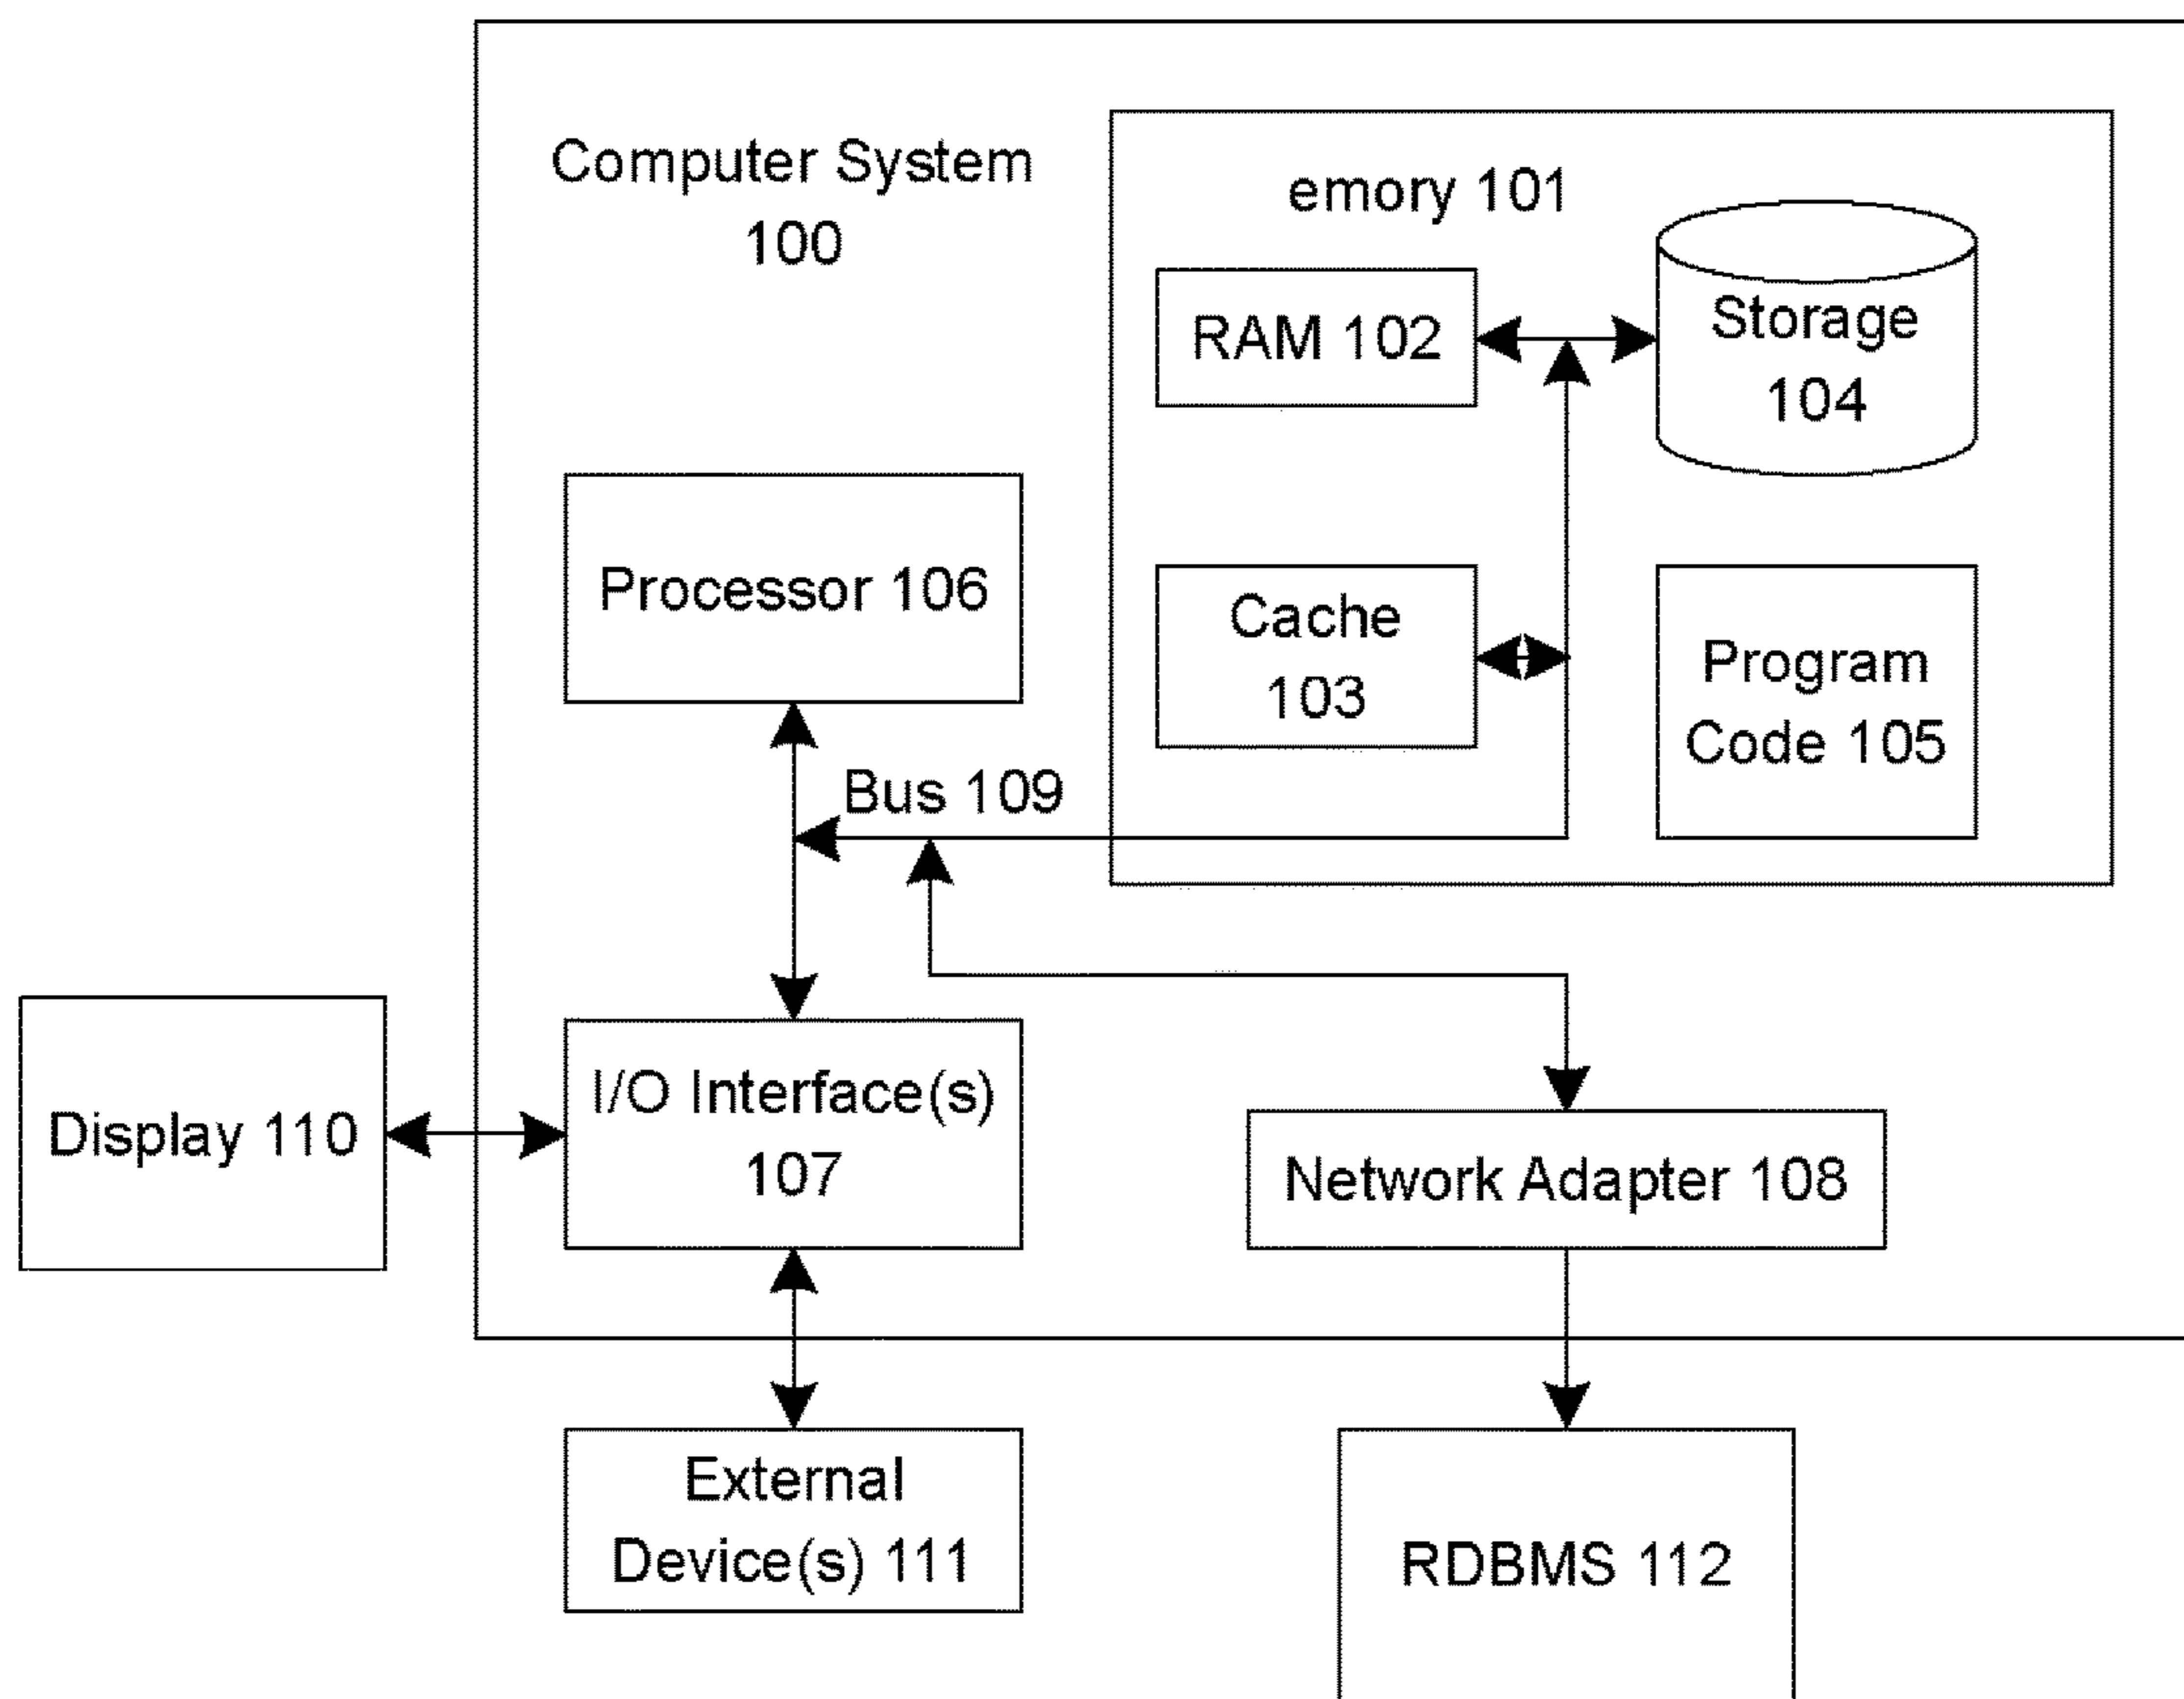 Computer System
100
emory 101
RAM 102
Storage
104
Processor 106
Cache
103
Program
Code 105
Bus 109
Display 110
I/O Interface(s)
107
Network Adapter 108
External
Device(s) 111
RDBMS 112